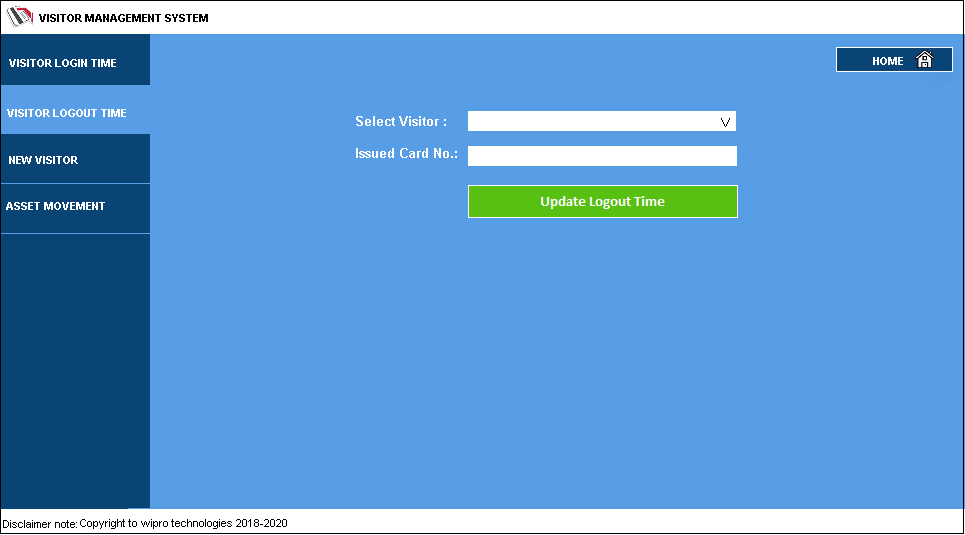 VISITOR MANAGEMENT SYSTEM
VISITOR LOGIN TIME
HOME
VISITOR LOGOUT TIME
Select Visitor :
V
Issued Card No.:
NEW VISITOR
Update Logout Time
ASSET MOVEMENT
Disclaimer note: Copyright to wipro technologies 2018-2020